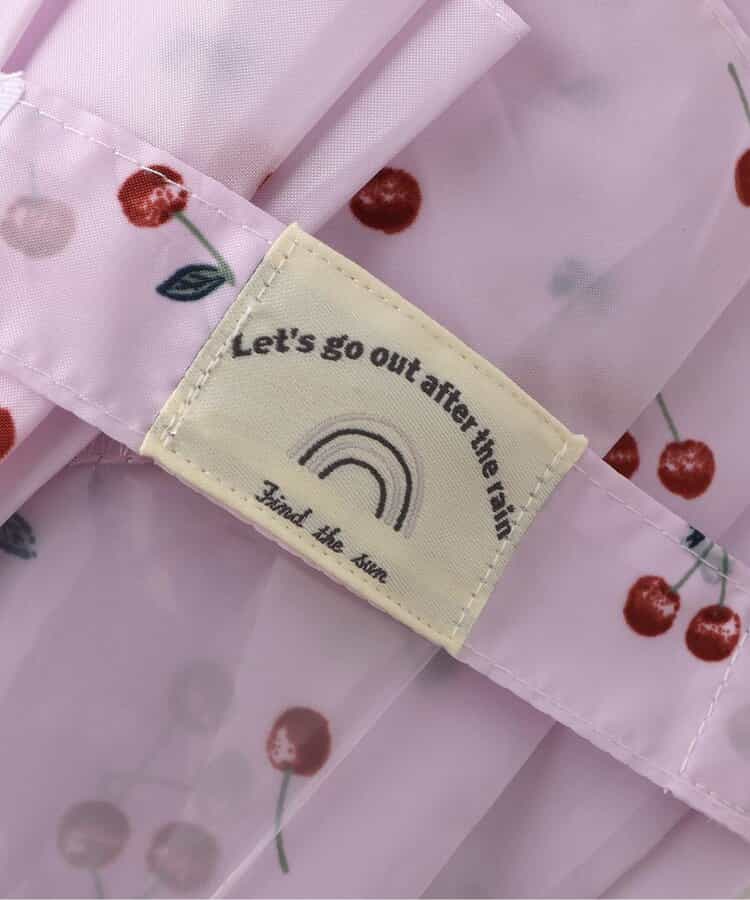 Let's go out after the rain
Find the sun